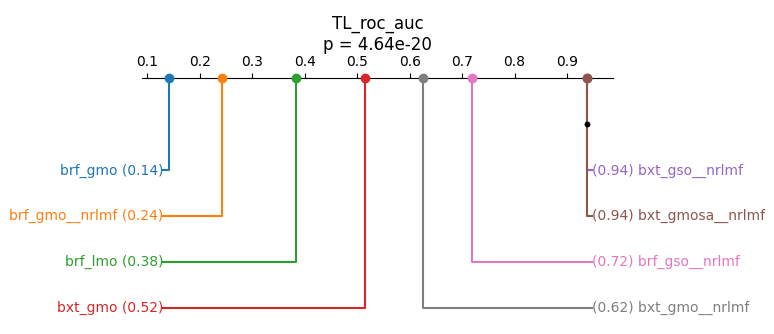 TL_roc_auc
p = 4.64e-20
0.1 0.2 0.3 0.4 0.5 0.6 0.7 0.8 0.9
brf_gmo (0.14) (0.94) bxt_gso__nrlmf
brf_gmo__nrlmf (0.24) (0.94) bxt_gmosa__nrlmf
brf_lmo (0.38) (0.72) brf_gso__nrlmf
bxt_gmo (0.52) (0.62) bxt_gmo__nrlmf